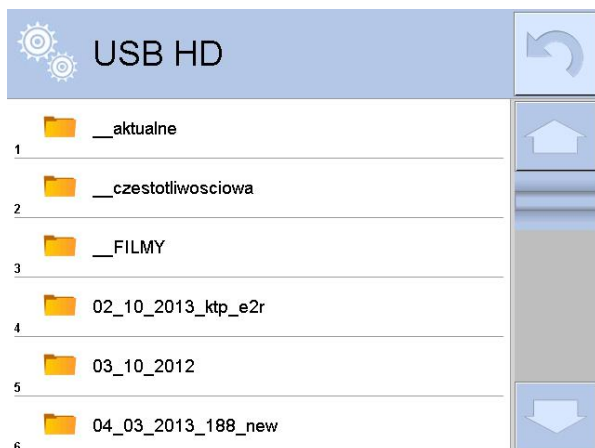 USB HD
__aktualne
1
__czestotliwosciowa
2
__FILMY
3
02_10_2013_ktp_e2r
4
03_10_2012
5
04_03_2013_188_new
6